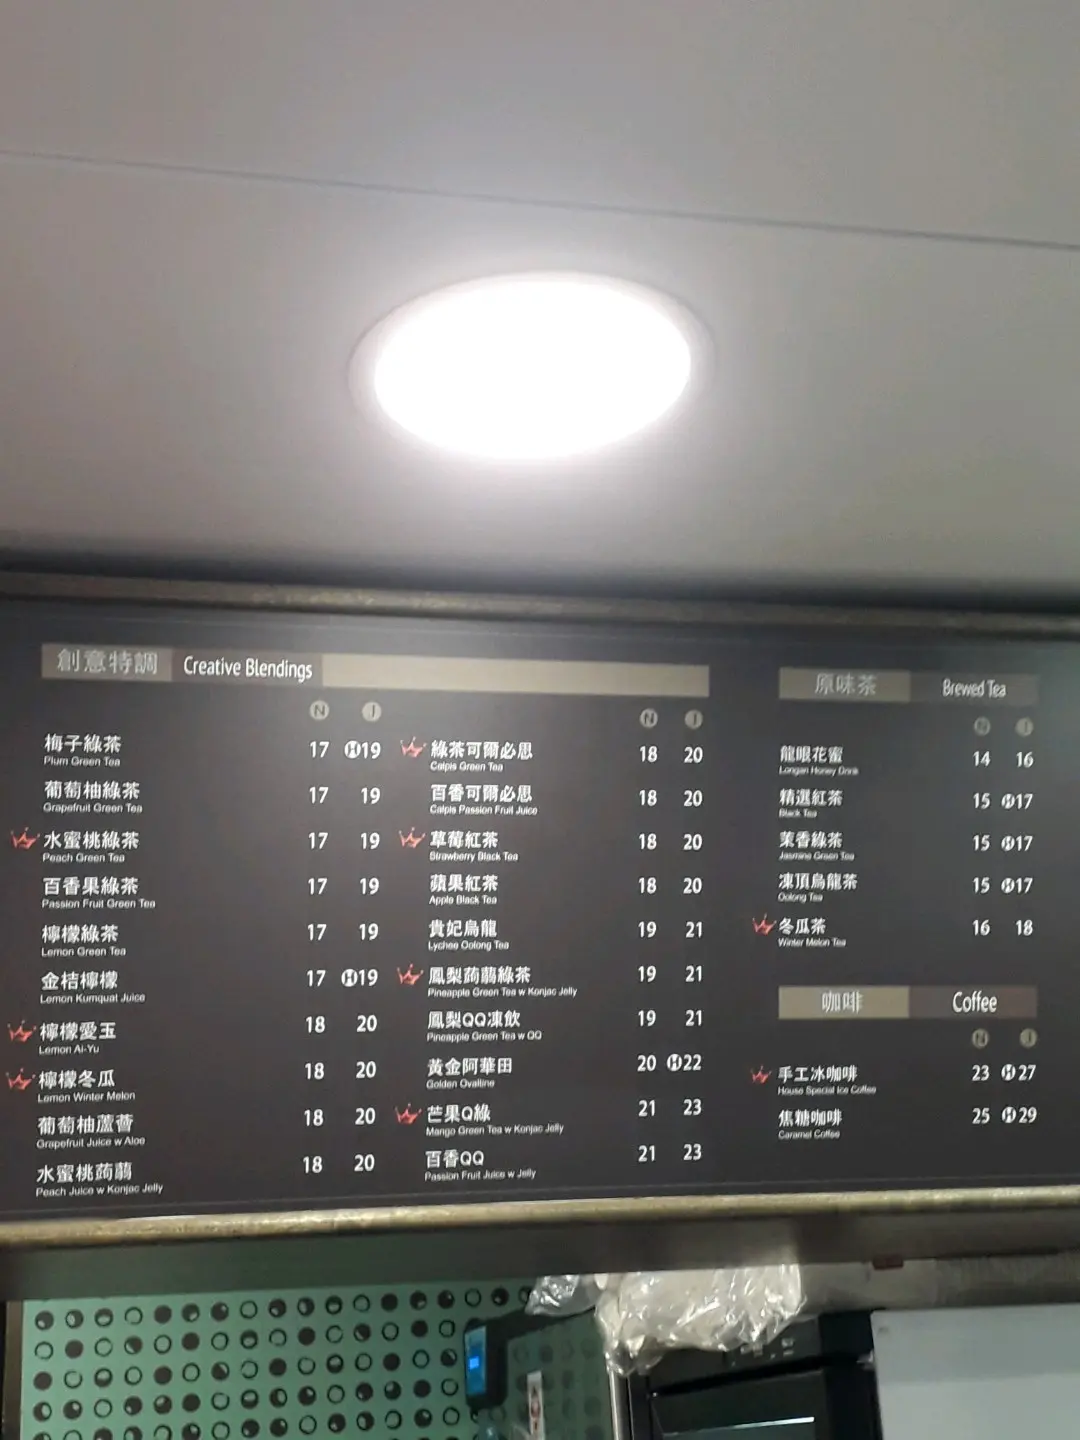 創意特調 Creative Blendings
N J
梅子綠茶 17 H19
Plum Green Tea
葡萄柚綠茶 17 19
Grapefruit Green Tea
水蜜桃綠茶 17 19
Peach Green Tea
百香果綠茶 17 19
Passion Fruit Green Tea
檸檬綠茶 17 19
Lemon Green Tea
金桔檸檬 17 H19
Lemon Kumquat Juice
檸檬愛玉 18 20
Lemon Ai-Yu
檸檬冬瓜 18 20
Lemon Winter Melon
葡萄柚蘆薈 18 20
Grapefruit Juice w Aloe
水蜜桃蒟蒻 18 20
Peach Juice w Konjac Jelly
N J
綠茶可爾必思 18 20
Calpis Green Tea
百香可爾必思 18 20
Calpis Passion Fruit Juice
草莓紅茶 18 20
Strawberry Black Tea
蘋果紅茶 18 20
Apple Black Tea
貴妃烏龍 19 21
Lychee Oolong Tea
鳳梨蒟蒻綠茶 19 21
Pineapple Green Tea w Konjac Jelly
鳳梨QQ凍飲 19 21
Pineapple Green Tea w QQ
黃金阿華田 20 H22
Golden Ovaltine
芒果Q綠 21 23
Mango Green Tea w Konjac Jelly
百香QQ 21 23
Passion Fruit Juice w Jelly
原味茶 Brewed Tea
N J
龍眼花蜜 14 16
Longan Honey Drink
精選紅茶 15 H17
Black Tea
茉香綠茶 15 H17
Jasmine Green Tea
凍頂烏龍茶 15 H17
Oolong Tea
冬瓜茶 16 18
Winter Melon Tea
咖啡 Coffee
N J
手工冰咖啡 23 H27
House Special Ice Coffee
焦糖咖啡 25 H29
Caramel Coffee